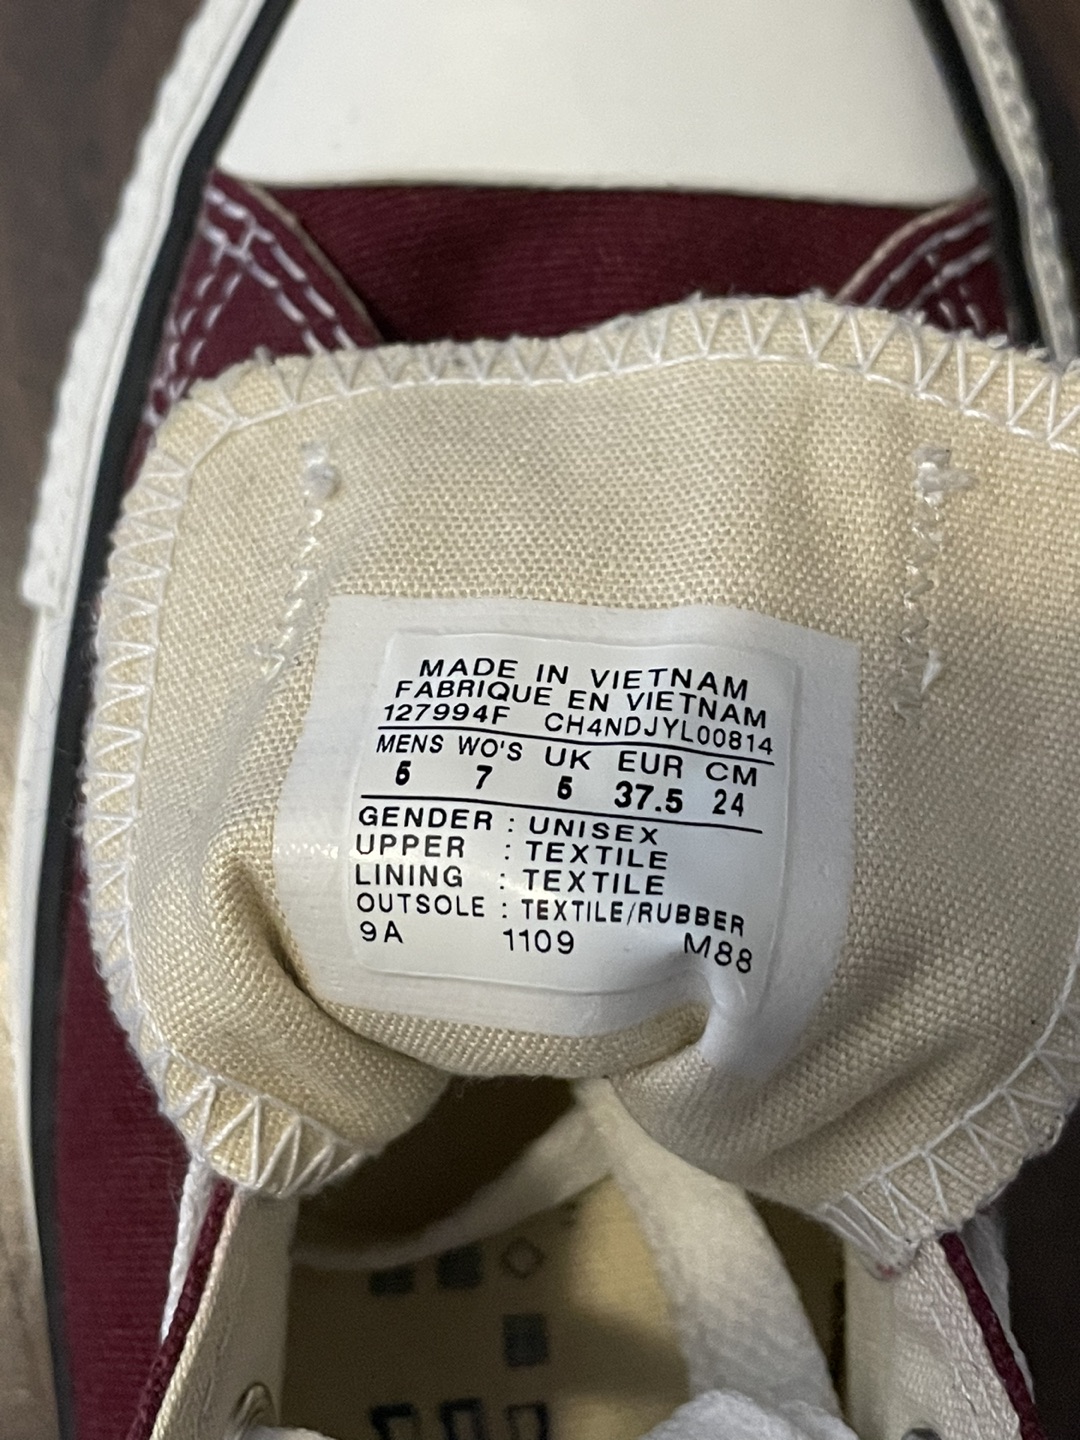 MADE IN VIETNAM
FABRIQUE EN VIETNAM
127994F CH4NDJYL00814
MENS WO'S UK EUR CM
5 7 5 37.5 24
GENDER : UNISEX
UPPER : TEXTILE
LINING : TEXTILE
OUTSOLE : TEXTILE/RUBBER
9A 1109 M88